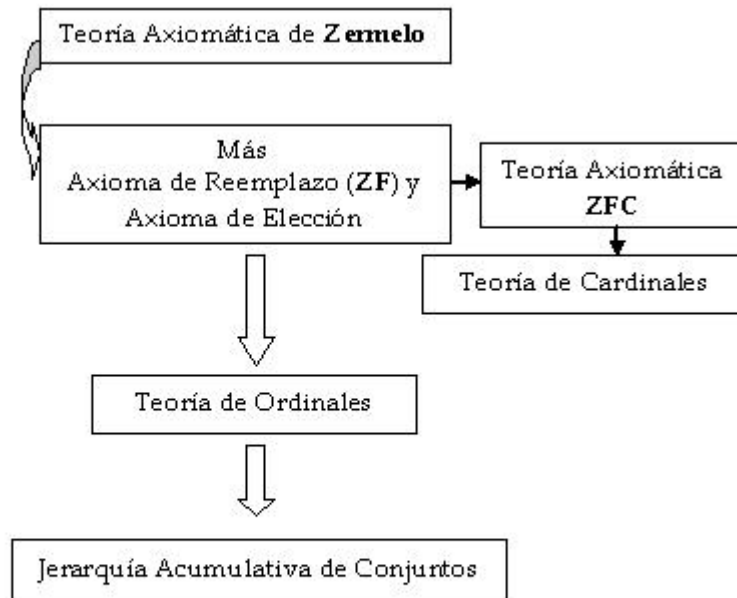 Teoría Axiomática de Zermelo
Más
Axioma de Reemplazo (ZF) y
Axioma de Elección
Teoría Axiomática
ZFC
Teoría de Cardinales
Teoría de Ordinales
Jerarquía Acumulativa de Conjuntos